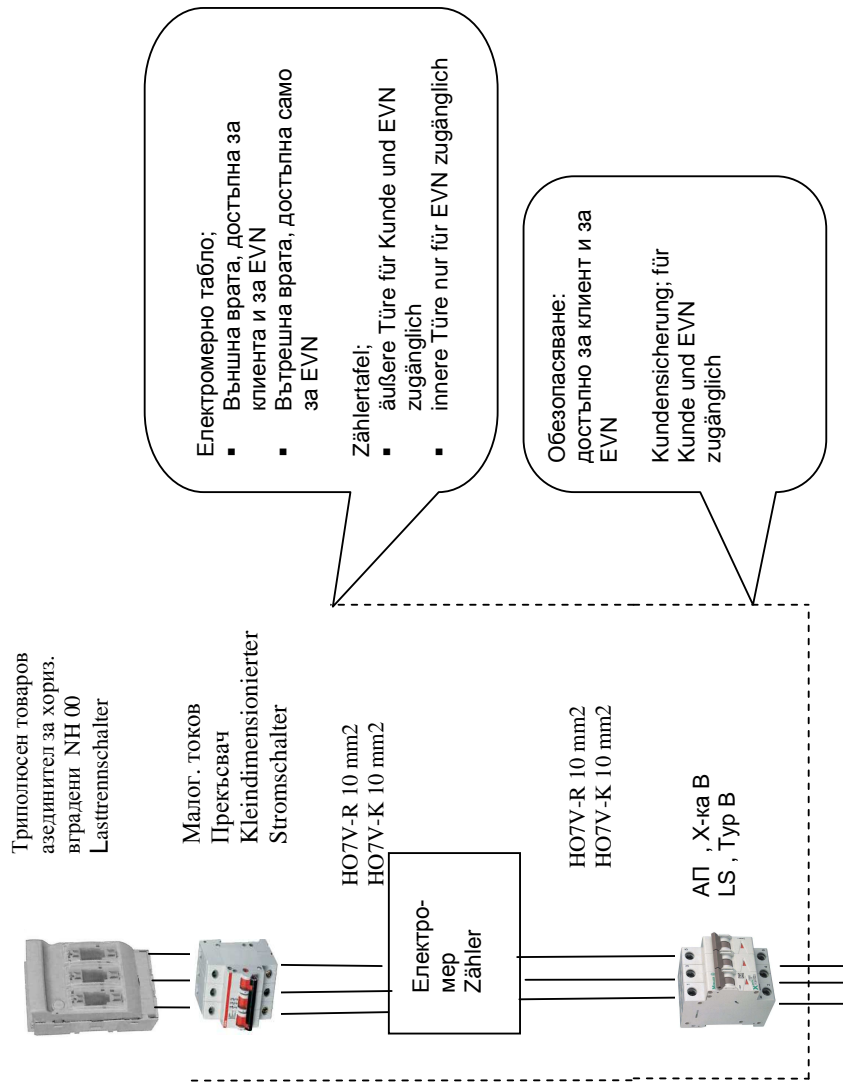 Триполюсен товаров
азединител за хориз.
вградени NH 00
Lasttrennschalter
Малог. токов
Прекъсвач
Kleindimensionierter
Stromschalter
HO7V-R 10 mm2
HO7V-K 10 mm2
Електро-
мер
Zähler
HO7V-R 10 mm2
HO7V-K 10 mm2
АП , Х-ка В
LS , Typ B
Електромерно табло;
▪ Външна врата, достъпна за
клиента и за EVN
▪ Вътрешна врата, достъпна само
за EVN
Zählertafel;
▪ äußere Türe für Kunde und EVN
zugänglich
▪ innere Türe nur für EVN zugänglich
Обезопасяване:
достъпно за клиент и за
EVN
Kundensicherung; für
Kunde und EVN
zugänglich